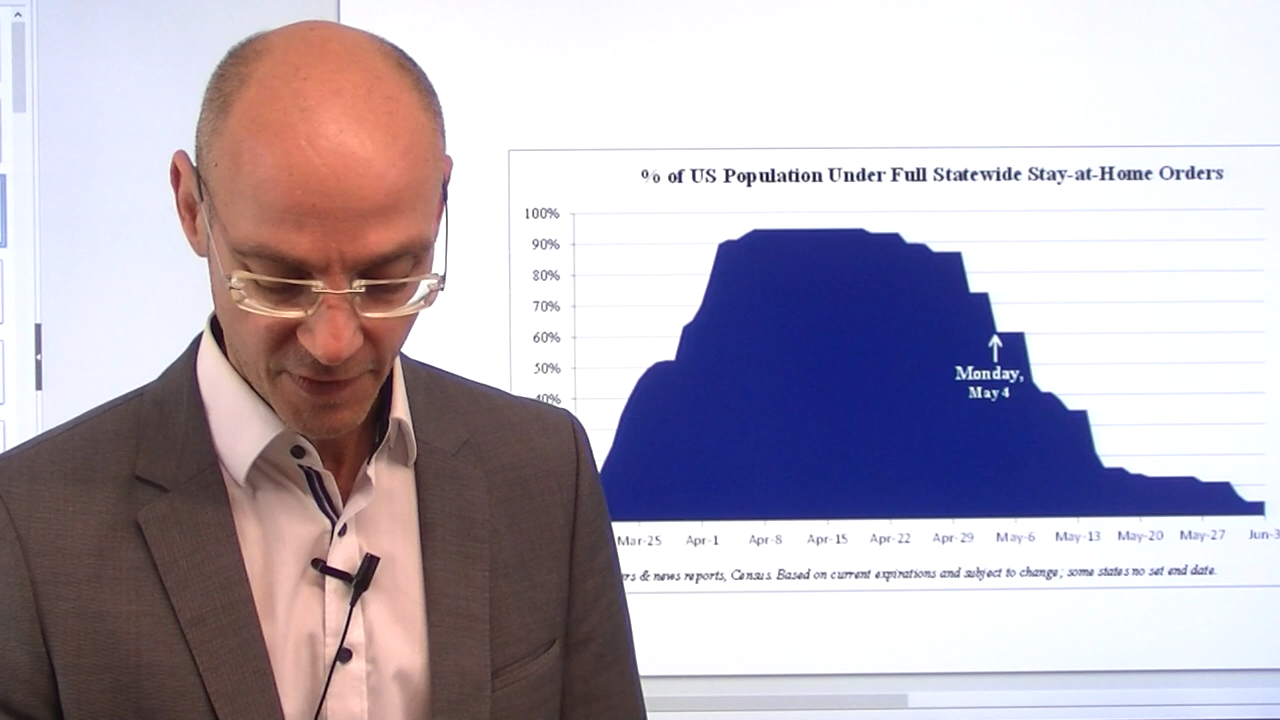 % of US Population Under Full Statewide Stay-at-Home Orders
100%
90%
80%
70%
60%
50%
40%
Monday,
May 4
Mar-25 Apr-1 Apr-8 Apr-15 Apr-22 Apr-29 May-6 May-13 May-20 May-27 Jun-3
& news reports, Census. Based on current expirations and subject to change; some states no set end date.